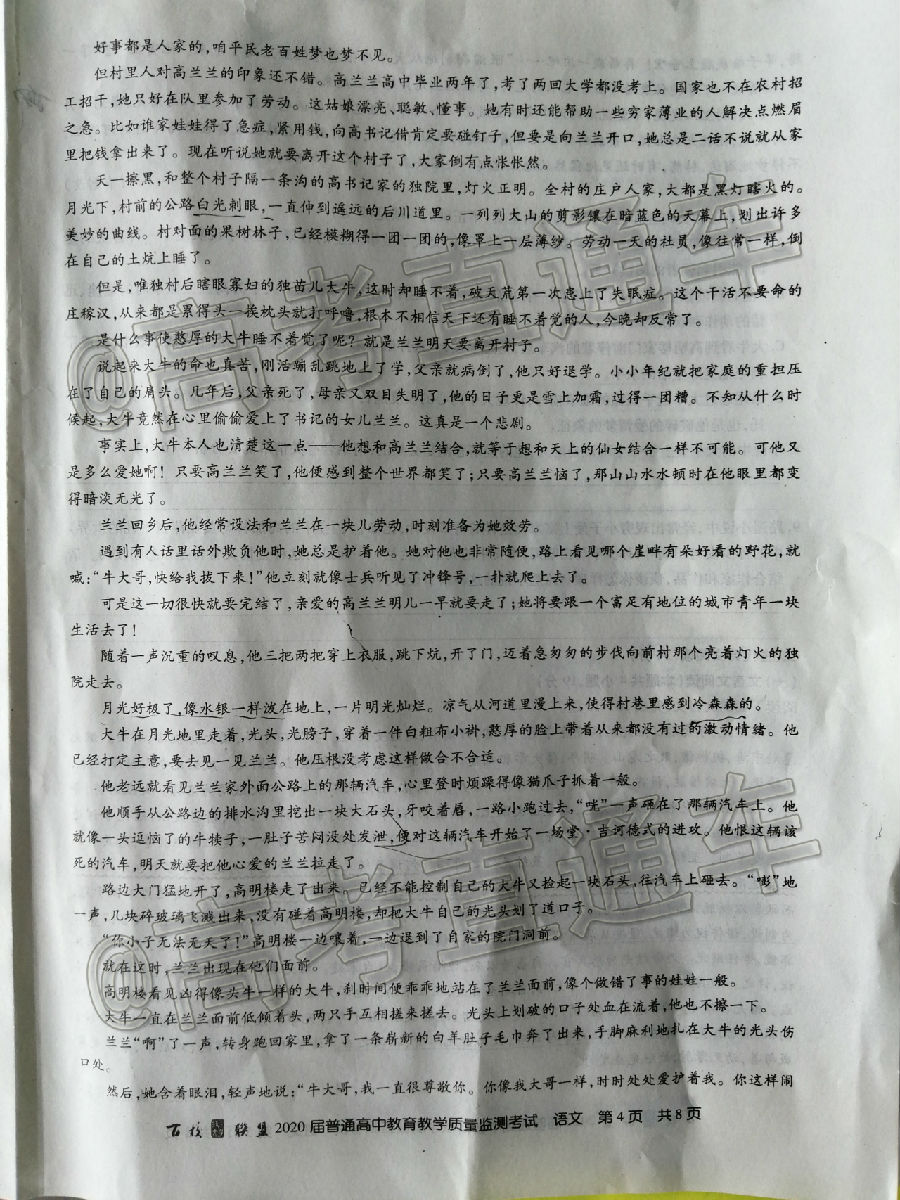 好事都是人家的，咱平民老百姓梦也梦不见。
但村里人对高兰兰的印象还不错。高兰兰高中毕业两年了，考了两回大学都没考上。国家也不在农村招
工招干，她只好在队里参加了劳动。这姑娘漂亮、聪敏、懂事。她有时还能帮助一些穷家薄业的人解决点燃眉
之急。比如谁家娃娃得了急症，紧用钱，向高书记借肯定要碰钉子，但要是向兰兰开口，她总是二话不说就从家
里把钱拿出来了。现在听说她就要离开这个村子了，大家倒有点怅怅然。
天一擦黑，和整个村子隔一条沟的高书记家的独院里，灯火正明。全村的庄户人家，大都是黑灯瞎火的。
月光下，村前的公路白光刺眼，一直伸到遥远的后川道里。一列列大山的剪影镶在暗蓝色的天幕上，划出许多
美妙的曲线。村对面的果树林子，已经模糊得一团一团的，像罩上一层薄纱。劳动一天的社员，像往常一样，倒
在自己的土炕上睡了。
但是，唯独村后瞎眼寡妇的独苗儿大牛，这时却睡不着，破天荒第一次患上了失眠症。这个干活不要命的
庄稼汉，从来都是累得头一挨枕头就打呼噜，根本不相信天下还有睡不着觉的人，今晚却反常了。
是什么事使憨厚的大牛睡不着觉了呢？就是兰兰明天要离开村子。
说起来大牛的命也真苦，刚活蹦乱跳地上了学，父亲就病倒了，他只好退学。小小年纪就把家庭的重担压
在了自己的肩头。几年后，父亲死了，母亲又双目失明了，他的日子更是雪上加霜，过得一团糟。不知从什么时
候起，大牛竟然在心里偷偷爱上了书记的女儿兰兰。这真是一个悲剧。
事实上，大牛本人也清楚这一点——他想和高兰兰结合，就等于想和天上的仙女结合一样不可能。可他又
是多么爱她啊！只要高兰兰笑了，他便感到整个世界都笑了；只要高兰兰恼了，那山山水水顿时在他眼里都变
得暗淡无光了。
兰兰回乡后，他经常设法和兰兰在一块儿劳动，时刻准备为她效劳。
遇到有人话里话外欺负他时，她总是护着他。她对他也非常随便，路上看见哪个崖畔有朵好看的野花，就
喊：“牛大哥，快给我拔下来！”他立刻就像士兵听见了冲锋号，一扑就爬上去了。
可是这一切很快就要完结了，亲爱的高兰兰明儿一早就要走了；她将要跟一个富足有地位的城市青年一块
生活去了！
随着一声沉重的叹息，他三把两把穿上衣服，跳下炕，开了门，迈着急匆匆的步伐向前村那个亮着灯火的独
院走去。
月光好极了，像水银一样泼在地上，一片明光灿烂。凉气从河道里漫上来，使得村巷里感到冷森森的。
大牛在月光地里走着，光头，光膀子，穿着一件白粗布小褂，憨厚的脸上带着从来都没有过的激动情绪。他
已经打定主意，要去见一见兰兰。他压根没考虑这样做合不合适。
他老远就看见兰兰家外面公路上的那辆汽车，心里登时烦躁得像猫爪子抓着一般。
他顺手从公路边的排水沟里挖出一块大石头，牙咬着唇，一路小跑过去，“咣”一声砸在了那辆汽车上。他
就像一头逗恼了的牛犊子，一肚子苦闷没处发泄，便对这辆汽车开始了一场堂·吉诃德式的进攻。他恨这辆该
死的汽车，明天就要把他心爱的兰兰拉走了。
路边大门猛地开了，高明楼走了出来。已经不能控制自己的大牛又捡起一块石头，往汽车上砸去。“嘭”地
一声，几块碎玻璃飞溅出来，没有碰着高明楼，却把大牛自己的光头划了道口子。
“你小子无法无天了！”高明楼一边嚷着，一边退到了自家的院门洞前。
就在这时，兰兰出现在他们面前。
高明楼看见凶得像头牛一样的大牛，刹时间便乖乖地站在了兰兰面前，像个做错了事的娃娃一般。
大牛一直在兰兰面前低倾着头，两只手互相搓来搓去。光头上划破的口子处血在流着，他也不擦一下。
兰兰“啊”了一声，转身跑回家里，拿了一条崭新的白羊肚子毛巾奔了出来，手脚麻利地扎在大牛的光头伤
口处。
然后，她含着眼泪，轻声地说：“牛大哥，我一直很尊敬你。你像我大哥一样，时时处处爱护着我。你这样闹
百校联盟 2020届普通高中教育教学质量监测考试 语文 第4页 共8页
@高考直通车
@高考直通车